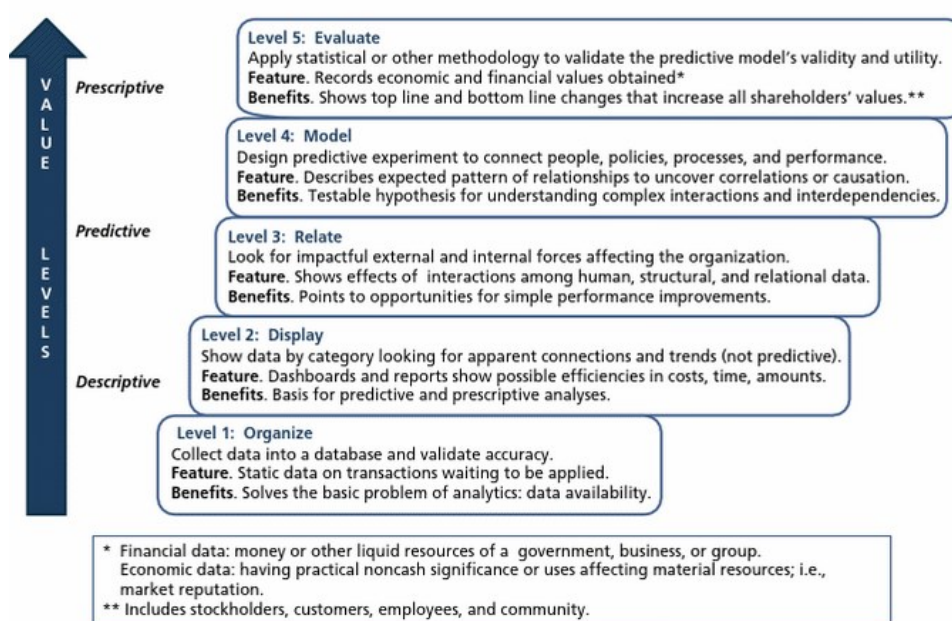 VALUE LEVELS
Prescriptive
Level 5: Evaluate
Apply statistical or other methodology to validate the predictive model's validity and utility.
Feature. Records economic and financial values obtained*
Benefits. Shows top line and bottom line changes that increase all shareholders' values.**
Level 4: Model
Design predictive experiment to connect people, policies, processes, and performance.
Feature. Describes expected pattern of relationships to uncover correlations or causation.
Benefits. Testable hypothesis for understanding complex interactions and interdependencies.
Predictive
Level 3: Relate
Look for impactful external and internal forces affecting the organization.
Feature. Shows effects of interactions among human, structural, and relational data.
Benefits. Points to opportunities for simple performance improvements.
Level 2: Display
Show data by category looking for apparent connections and trends (not predictive).
Feature. Dashboards and reports show possible efficiencies in costs, time, amounts.
Benefits. Basis for predictive and prescriptive analyses.
Descriptive
Level 1: Organize
Collect data into a database and validate accuracy.
Feature. Static data on transactions waiting to be applied.
Benefits. Solves the basic problem of analytics: data availability.
* Financial data: money or other liquid resources of a government, business, or group.
Economic data: having practical noncash significance or uses affecting material resources; i.e.,
market reputation.
** Includes stockholders, customers, employees, and community.